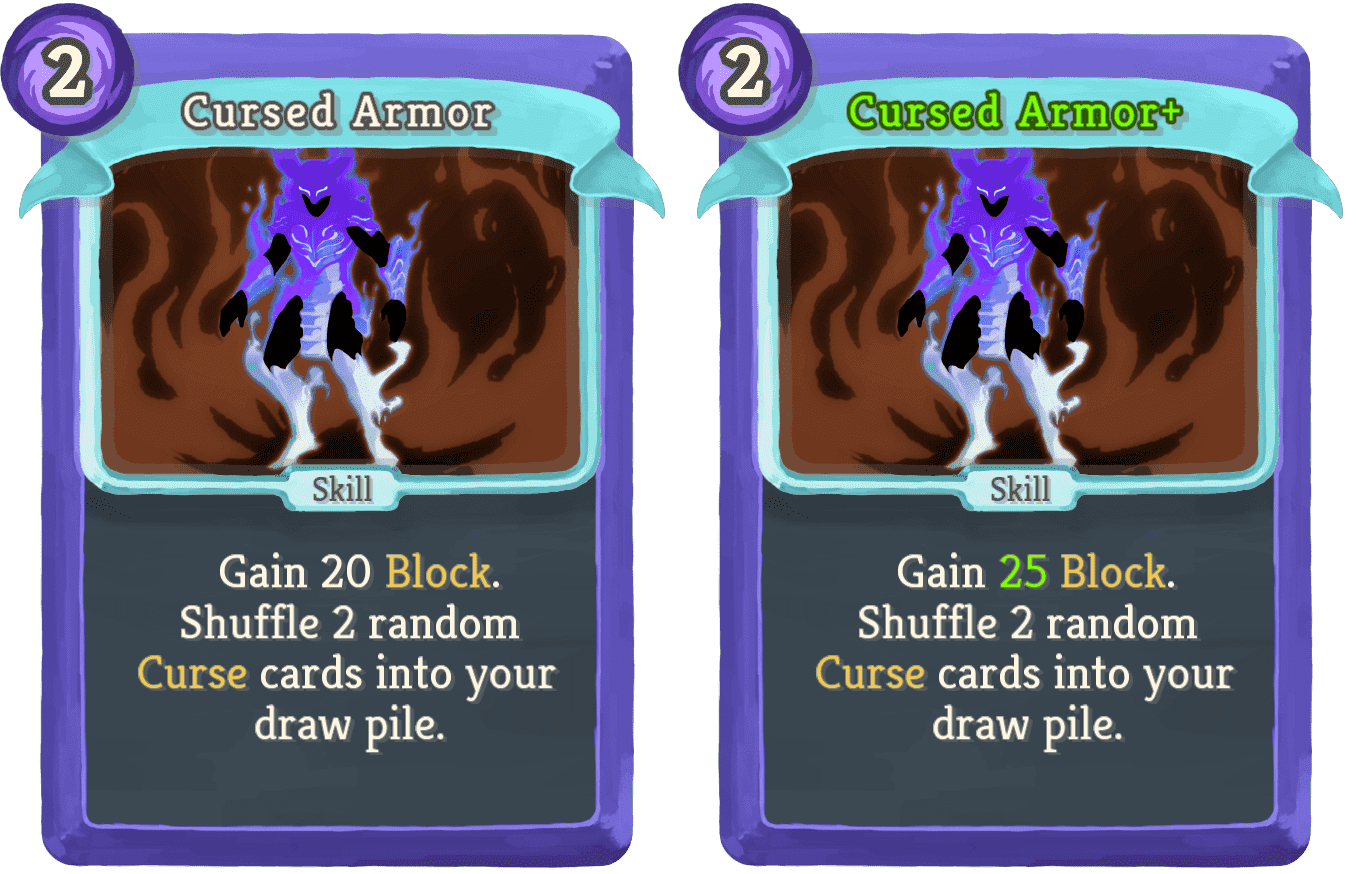 2
Cursed Armor
Skill
Gain 20 Block.
Shuffle 2 random
Curse cards into your
draw pile.
2
Cursed Armor+
Skill
Gain 25 Block.
Shuffle 2 random
Curse cards into your
draw pile.